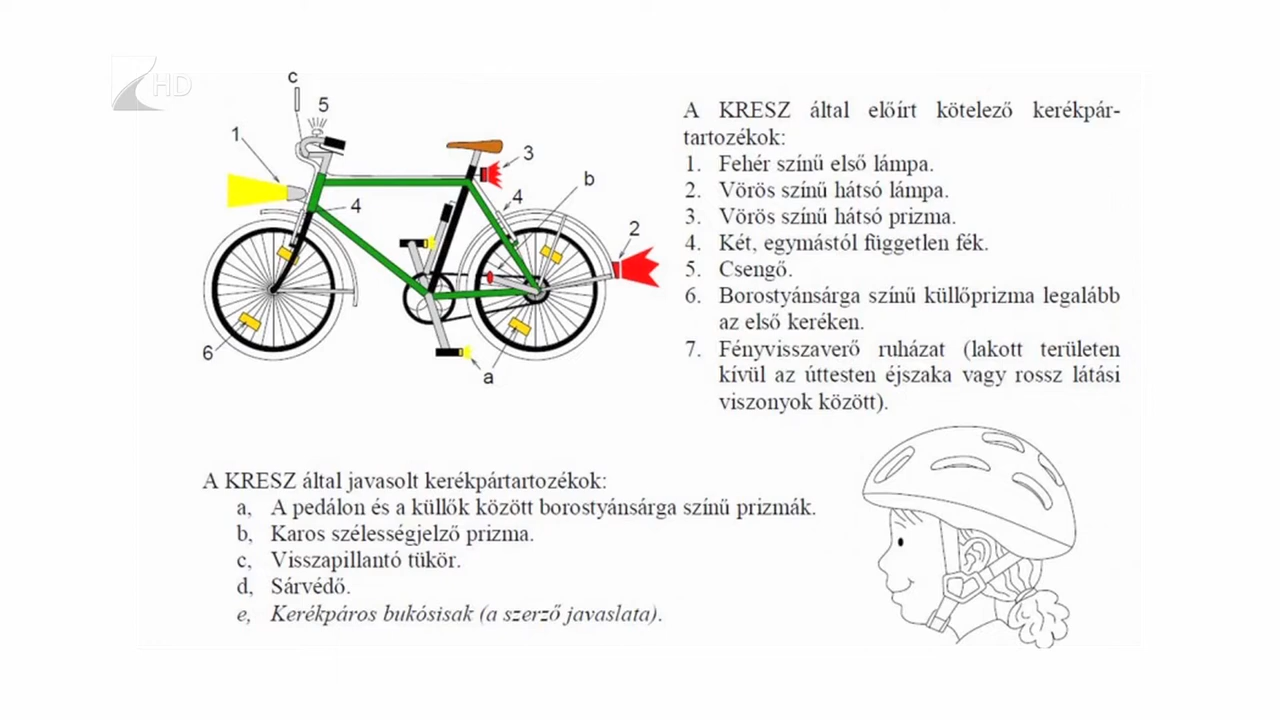 HD
c
5
1
3
b
4
4
2
6
a
A KRESZ által előírt kötelező kerékpár-
tartozékok:
1. Fehér színű első lámpa.
2. Vörös színű hátsó lámpa.
3. Vörös színű hátsó prizma.
4. Két, egymástól független fék.
5. Csengő.
6. Borostyánsárga színű küllőprizma legalább
az első keréken.
7. Fényvisszaverő ruházat (lakott területen
kívül az úttesten éjszaka vagy rossz látási
viszonyok között).
A KRESZ által javasolt kerékpártartozékok:
a, A pedálon és a küllők között borostyánsárga színű prizmák.
b, Karos szélességjelző prizma.
c, Visszapillantó tükör.
d, Sárvédő.
e, Kerékpáros bukósisak (a szerző javaslata).